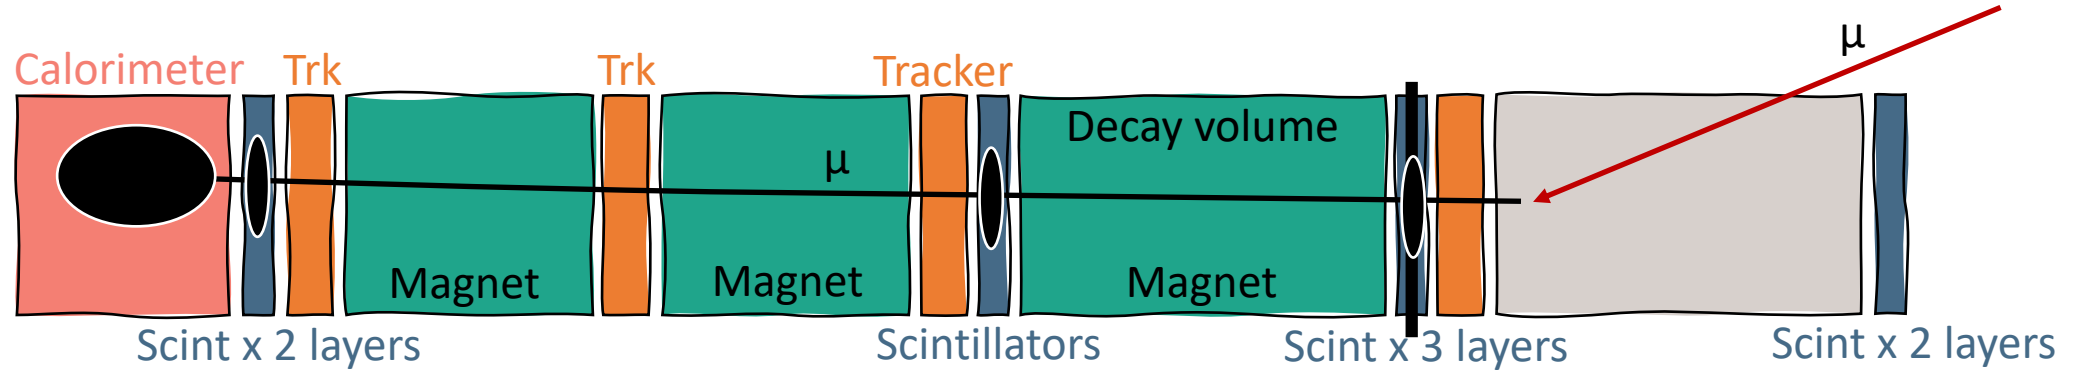 μ
Calorimeter
Trk
Trk
Tracker
Decay volume
μ
Magnet
Magnet
Magnet
Scint x 2 layers
Scintillators
Scint x 3 layers
Scint x 2 layers